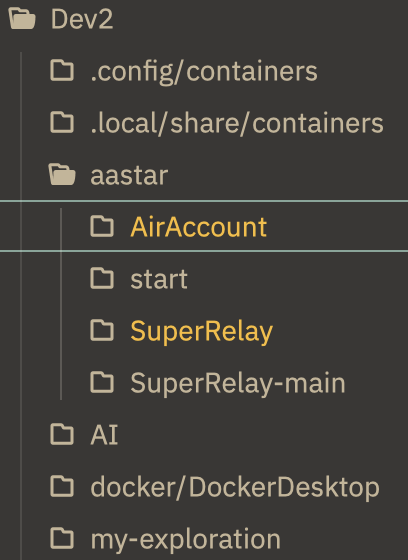 Dev2
.config/containers
.local/share/containers
aastar
AirAccount
start
SuperRelay
SuperRelay-main
AI
docker/DockerDesktop
my-exploration